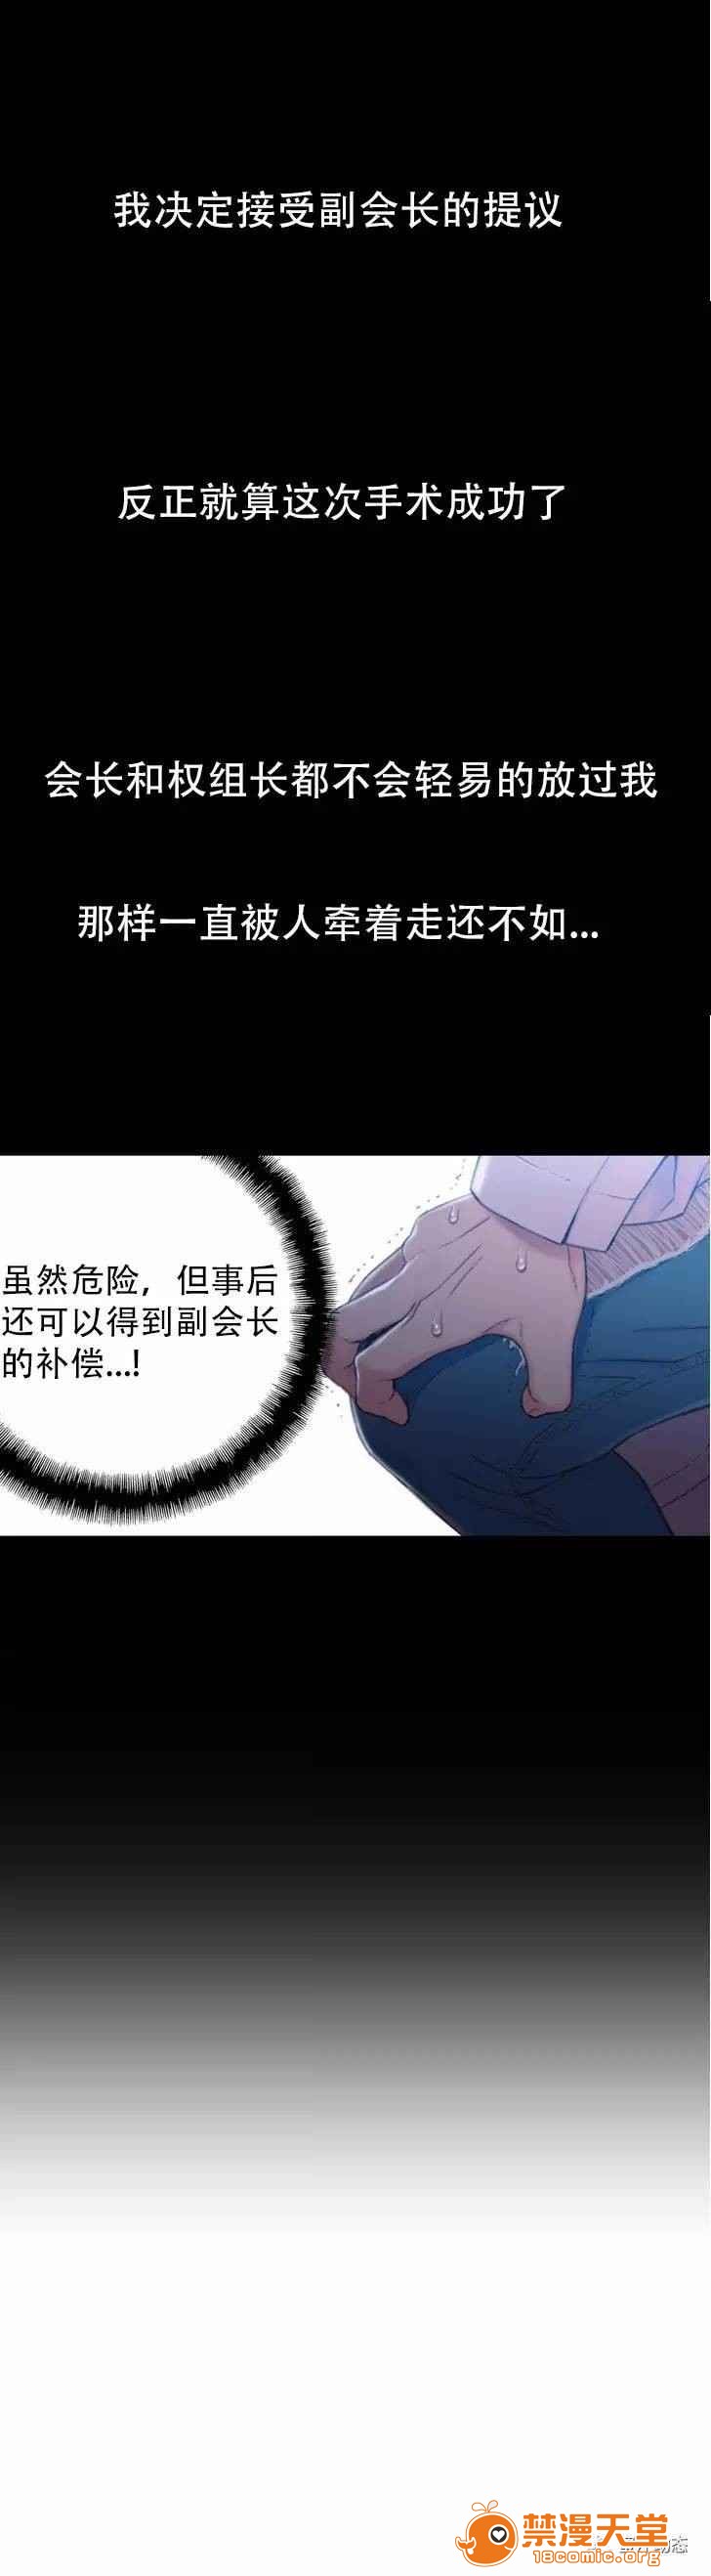 我决定接受副会长的提议
反正就算这次手术成功了
会长和权组长都不会轻易的放过我
那样一直被人牵着走还不如...
虽然危险，但事后
还可以得到副会长
的补偿...!
禁漫天堂
18comic.org